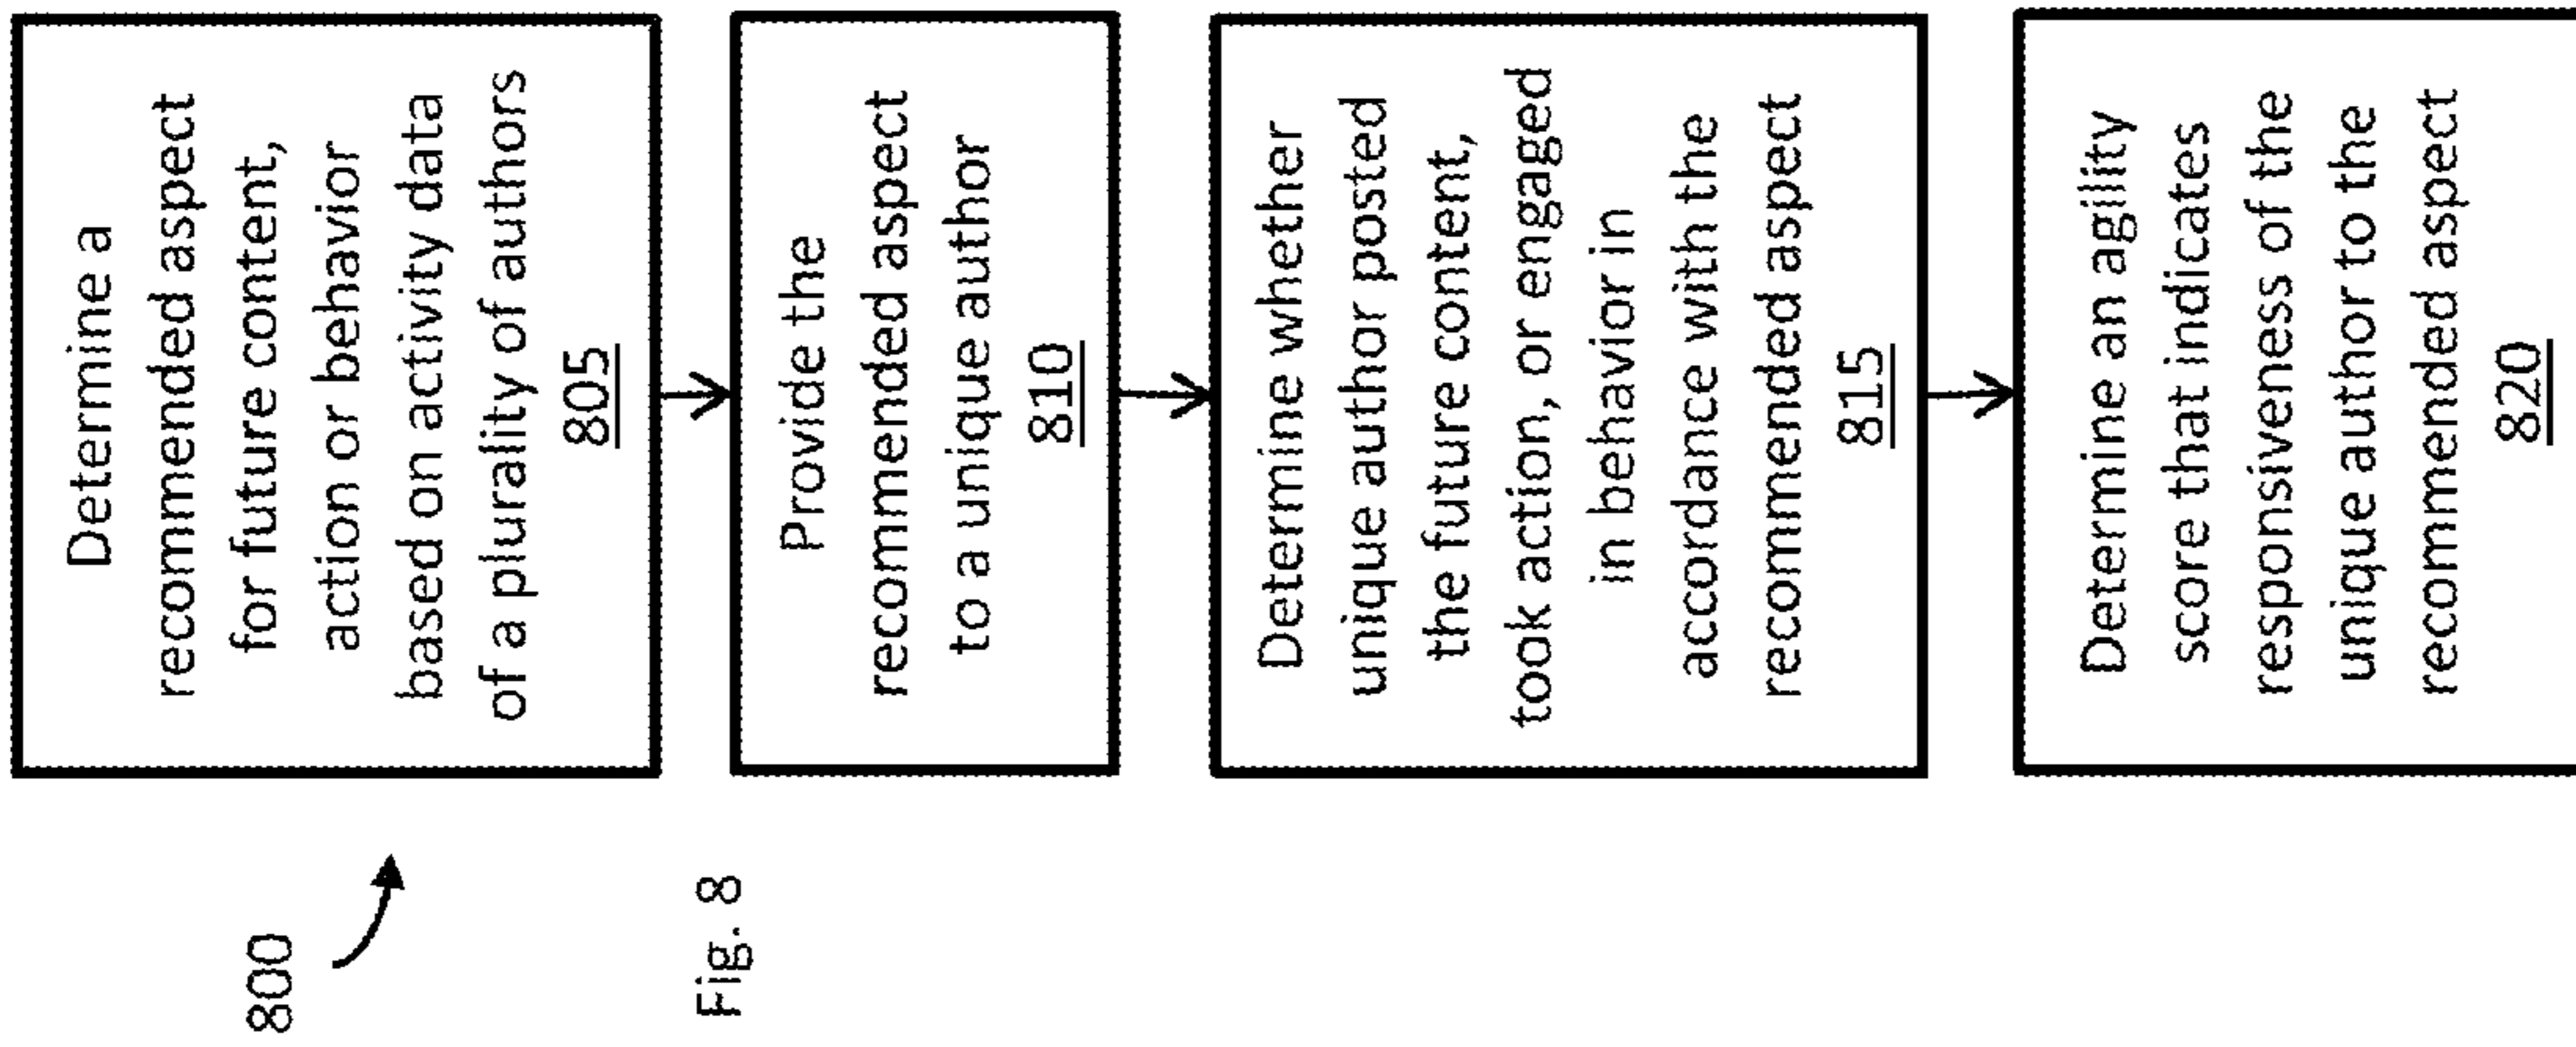 800
Fig. 8
Determine a
recommended aspect
for future content,
action or behavior
based on activity data
of a plurality of authors
805
Provide the
recommended aspect
to a unique author
810
Determine whether
unique author posted
the future content,
took action, or engaged
in behavior in
accordance with the
recommended aspect
815
Determine an agility
score that indicates
responsiveness of the
unique author to the
recommended aspect
820